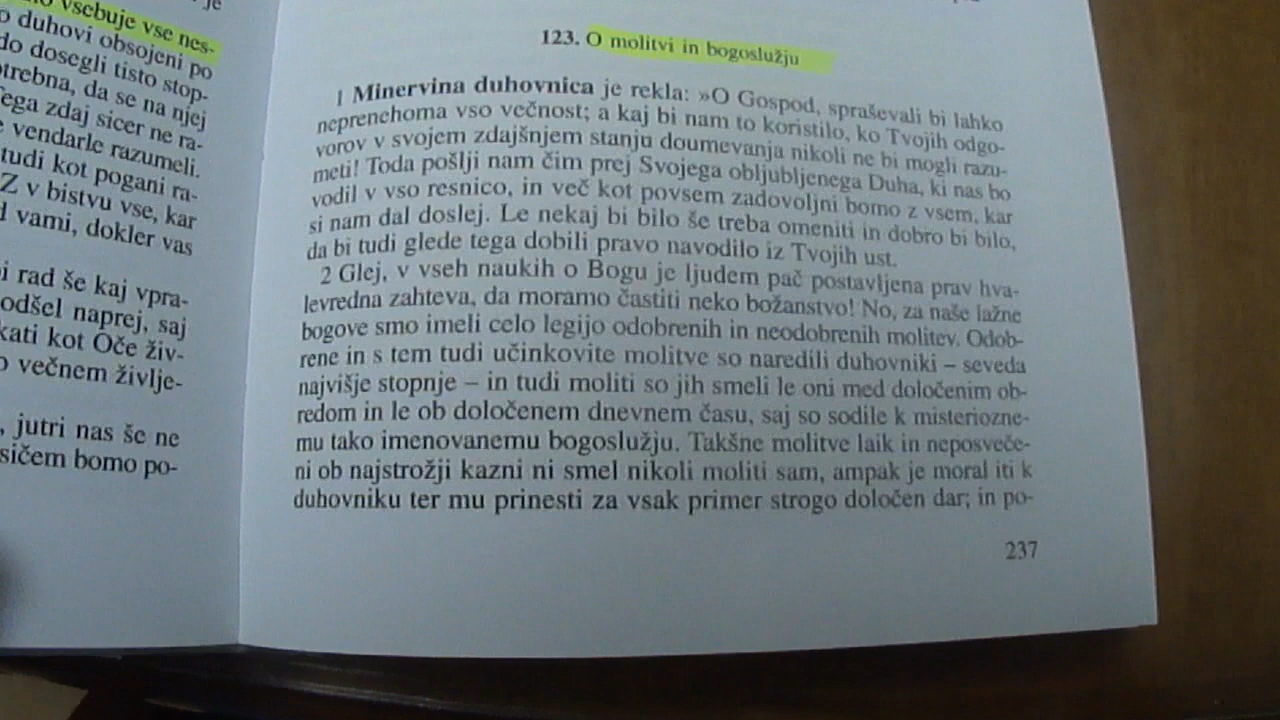 vsebuje vse nes-
duhovi obsojeni po
do dosegli tisto stop-
otrebna, da se na njej
Tega zdaj sicer ne ra-
vendarle razumeli.
tudi kot pogani ra-
Z v bistvu vse, kar
vami, dokler vas
rad še kaj vpra-
odšel naprej, saj
kati kot Oče živ-
večnem življe-
, jutri nas še ne
sičem bomo po-
123. O molitvi in bogoslužju
1 Minervina duhovnica je rekla: »O Gospod, spraševali bi lahko
neprenehoma vso večnost; a kaj bi nam to koristilo, ko Tvojih odgo-
vorov v svojem zdajšnjem stanju doumevanja nikoli ne bi mogli razu-
meti! Toda pošlji nam čim prej Svojega obljubljenega Duha, ki nas bo
vodil v vso resnico, in več kot povsem zadovoljni bomo z vsem, kar
si nam dal doslej. Le nekaj bi bilo še treba omeniti in dobro bi bilo,
da bi tudi glede tega dobili pravo navodilo iz Tvojih ust.
2 Glej, v vseh naukih o Bogu je ljudem pač postavljena prav hva-
levredna zahteva, da moramo častiti neko božanstvo! No, za naše lažne
bogove smo imeli celo legijo odobrenih in neodobrenih molitev. Odob-
rene in s tem tudi učinkovite molitve so naredili duhovniki – seveda
najvišje stopnje – in tudi moliti so jih smeli le oni med določenim ob-
redom in le ob določenem dnevnem času, saj so sodile k misteriozne-
mu tako imenovanemu bogoslužju. Takšne molitve laik in neposveče-
ni ob najstrožji kazni ni smel nikoli moliti sam, ampak je moral iti k
duhovniku ter mu prinesti za vsak primer strogo določen dar; in po-
237